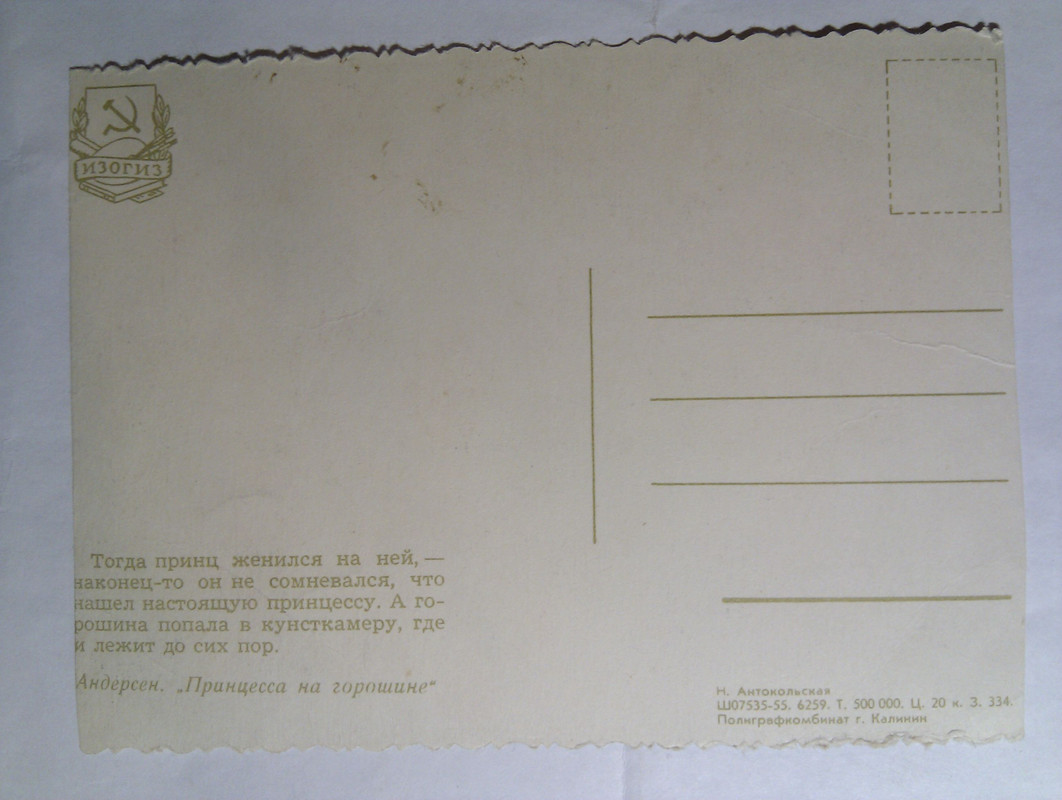 ИЗОГИЗ
Тогда принц женился на ней, —
наконец-то он не сомневался, что
нашел настоящую принцессу. А го-
рошина попала в кунсткамеру, где
и лежит до сих пор.
Андерсен. „Принцесса на горошине“
Н. Антокольская
Ш07535-55. 6259. Т. 500 000. Ц. 20 к. З. 334.
Полиграфкомбинат г. Калинин